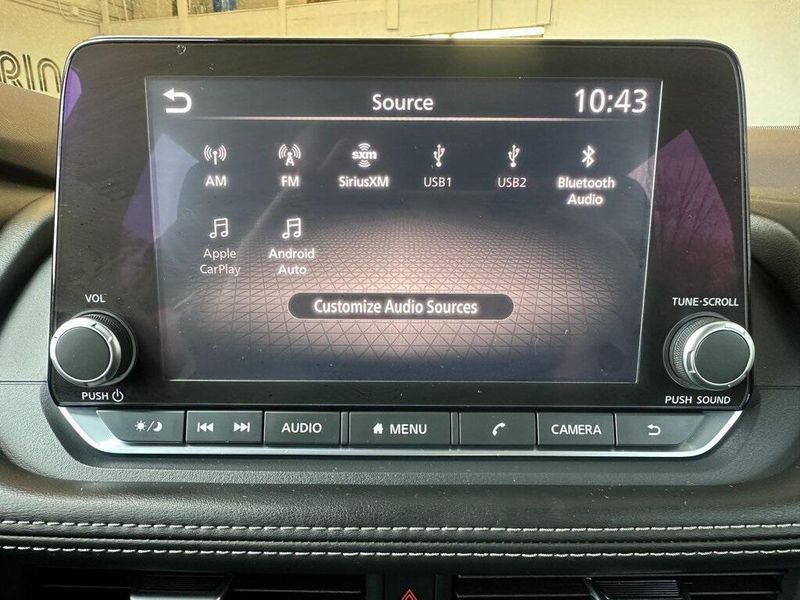 RIN
Source 10:43
AM FM sxm SiriusXM USB1 USB2 Bluetooth
Audio
Apple Android
CarPlay Auto
Customize Audio Sources
VOL TUNE·SCROLL
PUSH PUSH SOUND
AUDIO MENU CAMERA